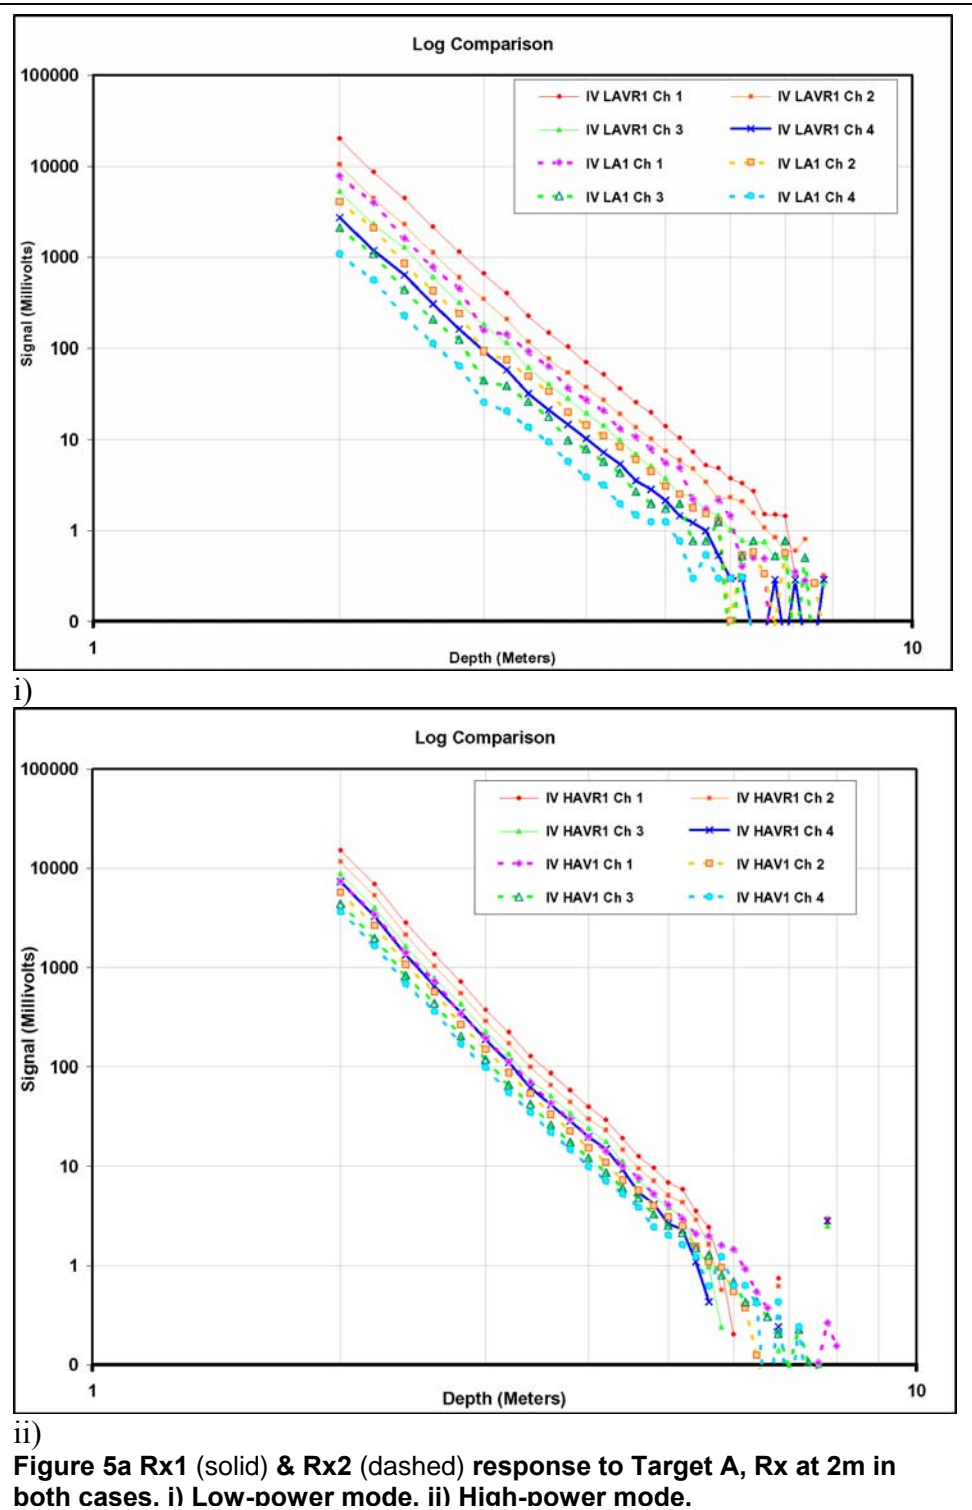 Log Comparison
100000
10000
1000
100
10
1
0
Signal (Millivolts)
IV LAVR1 Ch 1
IV LAVR1 Ch 2
IV LAVR1 Ch 3
IV LAVR1 Ch 4
IV LA1 Ch 1
IV LA1 Ch 2
IV LA1 Ch 3
IV LA1 Ch 4
1
10
Depth (Meters)
i)
Log Comparison
100000
10000
1000
100
10
1
0
Signal (Millivolts)
IV HAVR1 Ch 1
IV HAVR1 Ch 2
IV HAVR1 Ch 3
IV HAVR1 Ch 4
IV HAV1 Ch 1
IV HAV1 Ch 2
IV HAV1 Ch 3
IV HAV1 Ch 4
1
10
Depth (Meters)
ii)
Figure 5a Rx1 (solid) & Rx2 (dashed) response to Target A, Rx at 2m in
both cases. i) Low-power mode. ii) High-power mode.